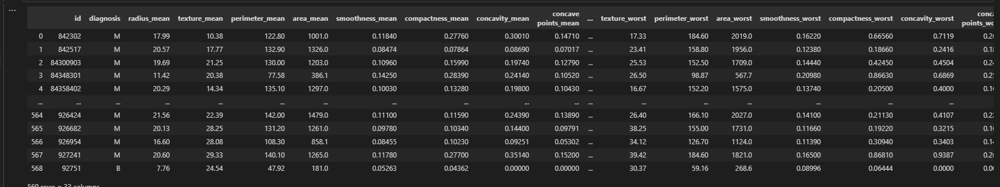 ...
id diagnosis radius_mean texture_mean perimeter_mean area_mean smoothness_mean compactness_mean concavity_mean concave points_mean ... texture_worst perimeter_worst area_worst smoothness_worst compactness_worst concavity_worst
0 842302 M 17.99 10.38 122.80 1001.0 0.11840 0.27760 0.30010 0.14710 ... 17.33 184.60 2019.0 0.16220 0.66560 0.7119
1 842517 M 20.57 17.77 132.90 1326.0 0.08474 0.07864 0.08690 0.07017 ... 23.41 158.80 1956.0 0.12380 0.18660 0.2416
2 84300903 M 19.69 21.25 130.00 1203.0 0.10960 0.15990 0.19740 0.12790 ... 25.53 152.50 1709.0 0.14440 0.42450 0.4504
3 84348301 M 11.42 20.38 77.58 386.1 0.14250 0.28390 0.24140 0.10520 ... 26.50 98.87 567.7 0.20980 0.86630 0.6869
4 84358402 M 20.29 14.34 135.10 1297.0 0.10030 0.13280 0.19800 0.10430 ... 16.67 152.20 1575.0 0.13740 0.20500 0.4000
... ... ... ... ... ... ... ... ... ... ... ... ... ... ... ... ... ...
564 926424 M 21.56 22.39 142.00 1479.0 0.11100 0.11590 0.24390 0.13890 ... 26.40 166.10 2027.0 0.14100 0.21130 0.4107
565 926682 M 20.13 28.25 131.20 1261.0 0.09780 0.10340 0.14400 0.09791 ... 38.25 155.00 1731.0 0.11660 0.19220 0.3215
566 926954 M 16.60 28.08 108.30 858.1 0.08455 0.10230 0.09251 0.05302 ... 34.12 126.70 1124.0 0.11390 0.30940 0.3403
567 927241 M 20.60 29.33 140.10 1265.0 0.11780 0.27700 0.35140 0.15200 ... 39.42 184.60 1821.0 0.16500 0.86810 0.9387
568 92751 B 7.76 24.54 47.92 181.0 0.05263 0.04362 0.00000 0.00000 ... 30.37 59.16 268.6 0.08996 0.06444 0.0000
569 rows × 33 columns